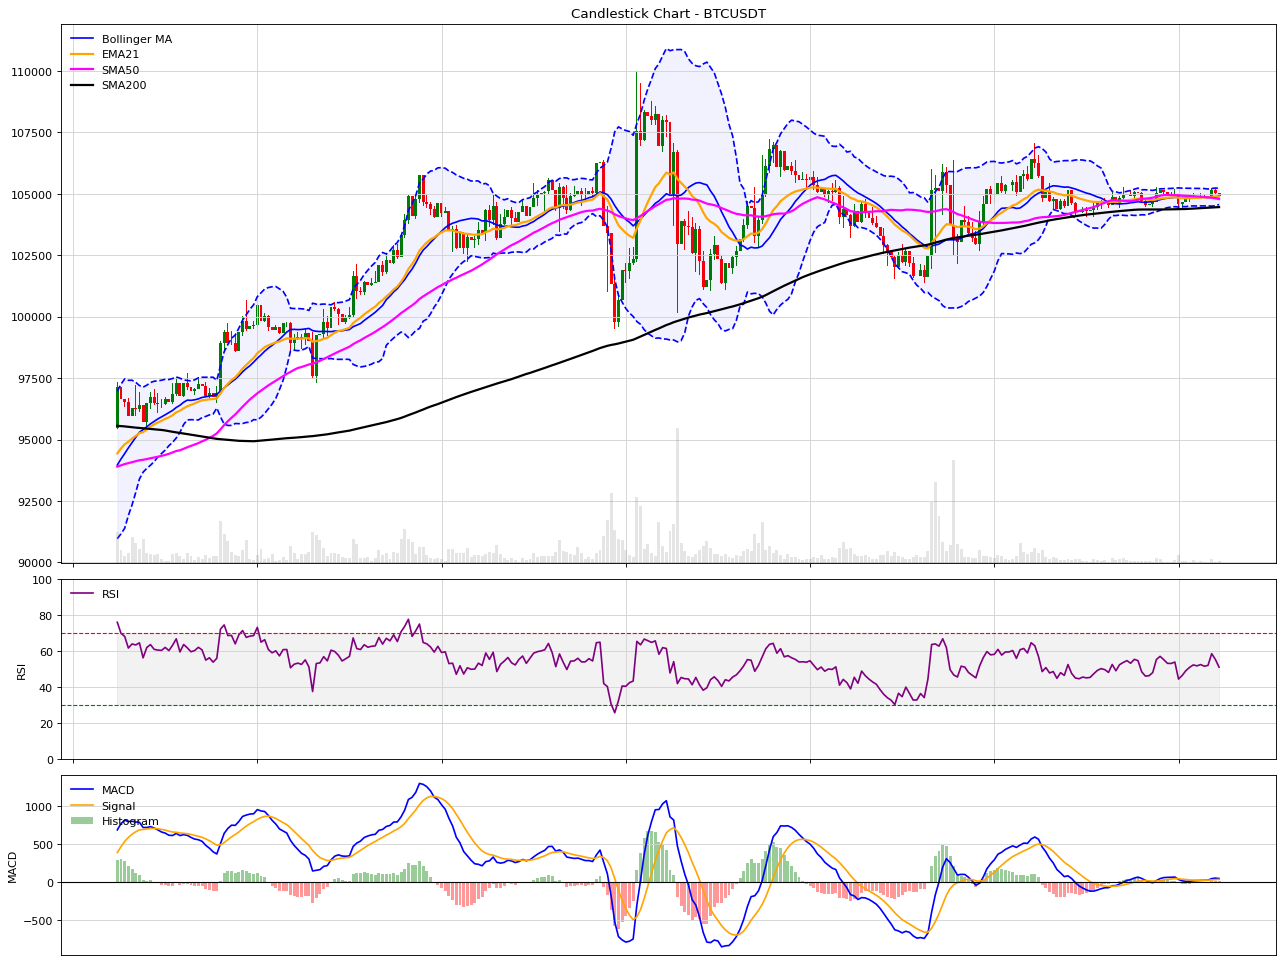 Candlestick Chart - BTCUSDT
Bollinger MA
EMA21
SMA50
SMA200
110000
107500
105000
102500
100000
97500
95000
92500
90000
100
RSI
80
60
RSI
40
20
0
MACD
1000
Signal
Histogram
500
MACD
0
−500